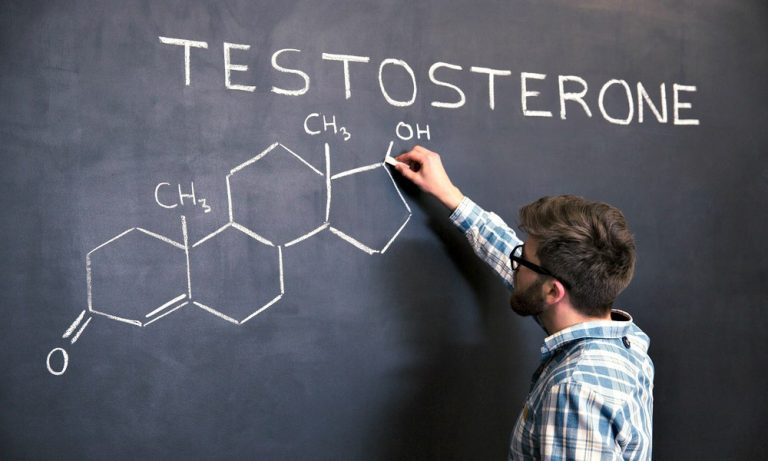 TESTOSTERONE
CH₃
OH
CH₃
O